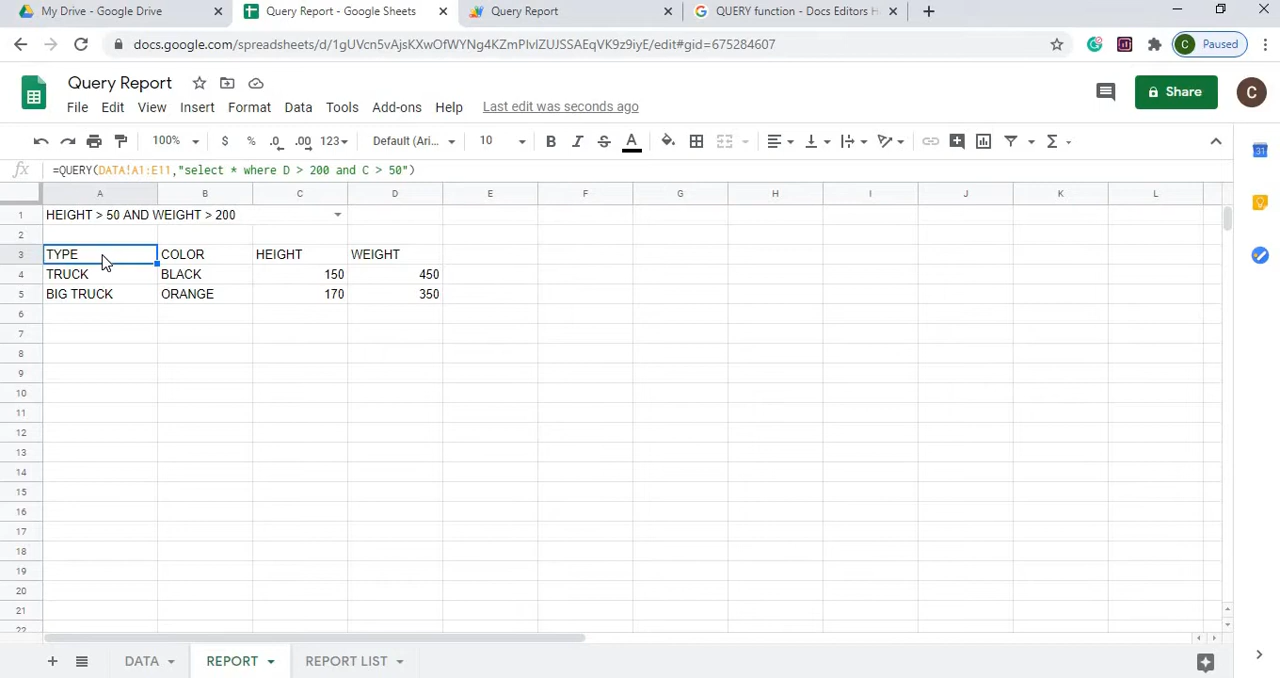 My Drive - Google Drive
Query Report - Google Sheets
Query Report
QUERY function - Docs Editors H
docs.google.com/spreadsheets/d/1gUVcn5vAjsKXwOfWYNg4KZmPlvlZUJSSAEqVK9z9iyE/edit#gid=675284607
C Paused
Query Report
File Edit View Insert Format Data Tools Add-ons Help Last edit was seconds ago
Share
C
100% $ % .0 .00 123 Default (Ari... 10 B I S A
fx =QUERY(DATA!A1:E11,"select * where D > 200 and C > 50")
A B C D E F G H I J K L
1 HEIGHT > 50 AND WEIGHT > 200
2
3 TYPE COLOR HEIGHT WEIGHT
4 TRUCK BLACK 150 450
5 BIG TRUCK ORANGE 170 350
6
7
8
9
10
11
12
13
14
15
16
17
18
19
20
21
22
DATA REPORT REPORT LIST